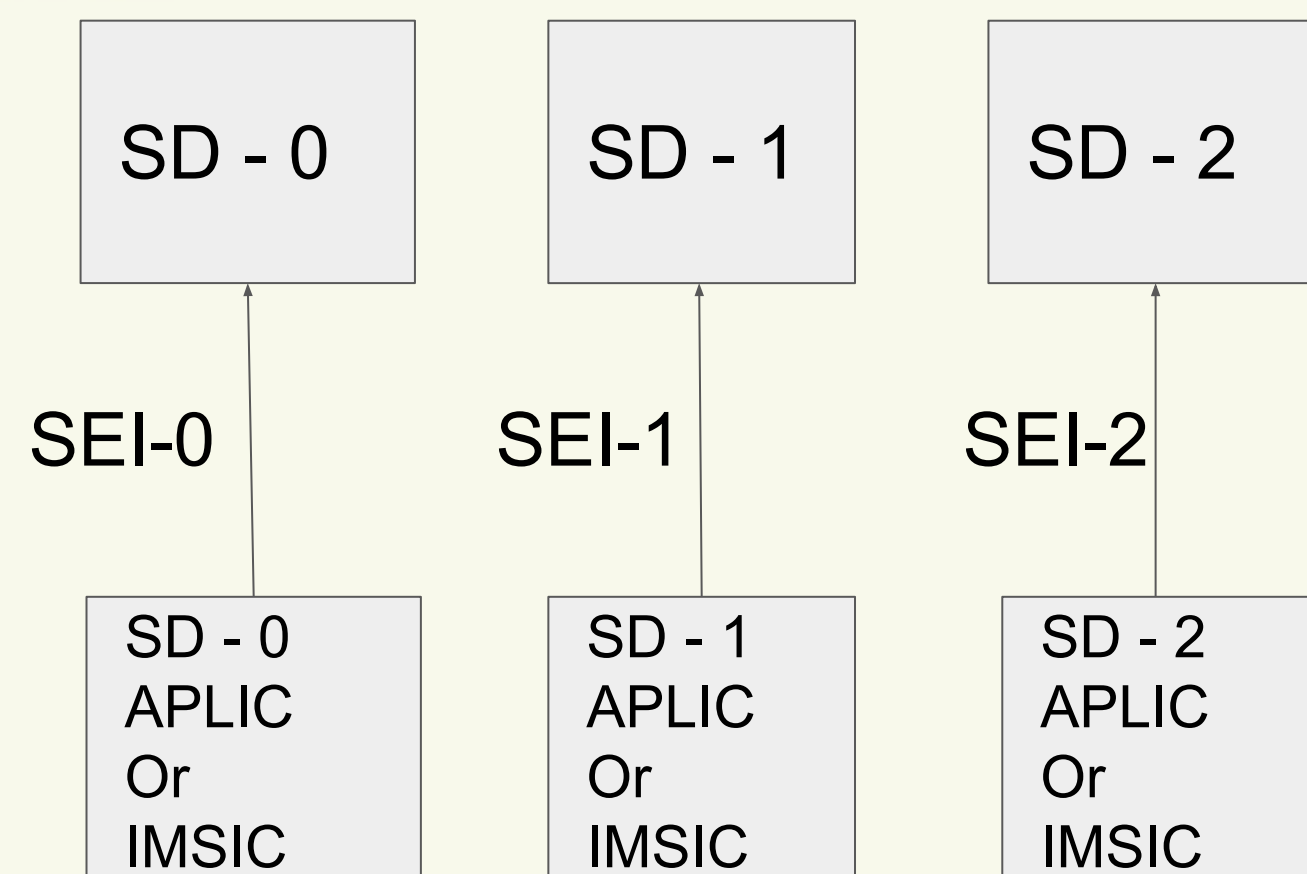 SD - 0
SD - 1
SD - 2
SEI-0
SEI-1
SEI-2
SD - 0
APLIC
Or
IMSIC
SD - 1
APLIC
Or
IMSIC
SD - 2
APLIC
Or
IMSIC